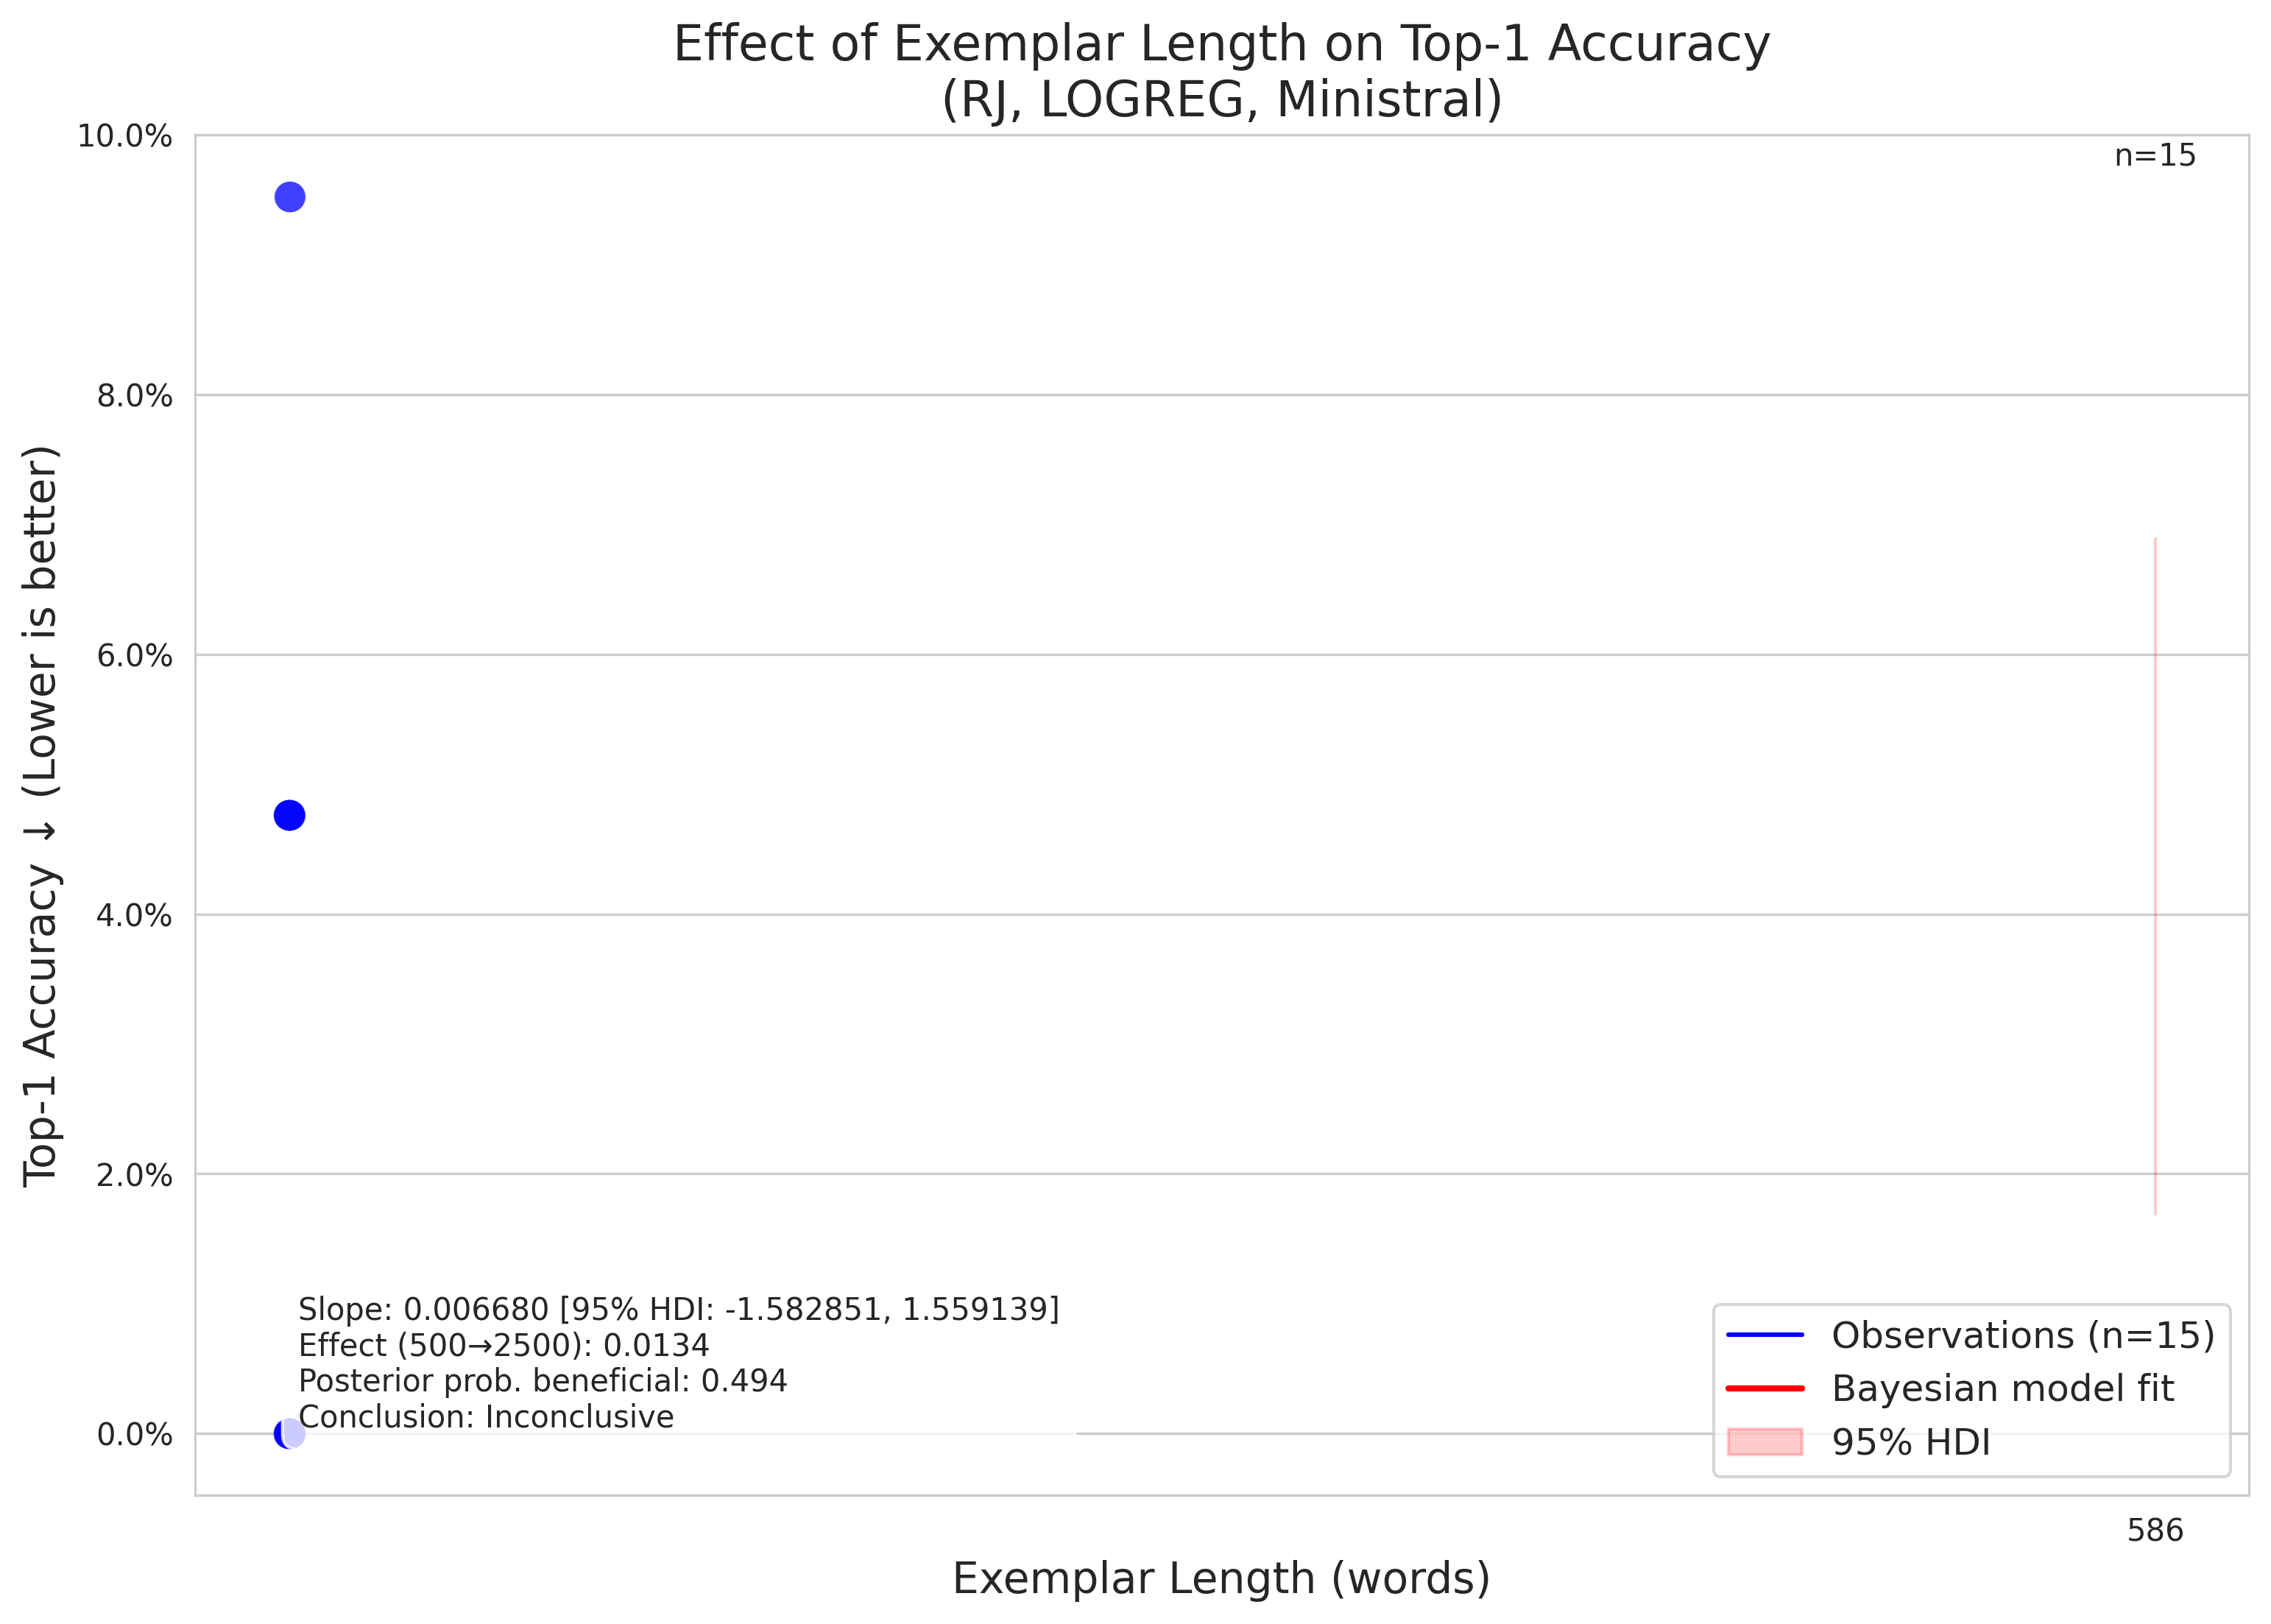 Effect of Exemplar Length on Top-1 Accuracy
(RJ, LOGREG, Ministral)
10.0%
n=15
8.0%
6.0%
4.0%
2.0%
0.0%
Top-1 Accuracy ↓ (Lower is better)
Slope: 0.006680 [95% HDI: -1.582851, 1.559139]
Effect (500→2500): 0.0134
Posterior prob. beneficial: 0.494
Conclusion: Inconclusive
Observations (n=15)
Bayesian model fit
95% HDI
586
Exemplar Length (words)